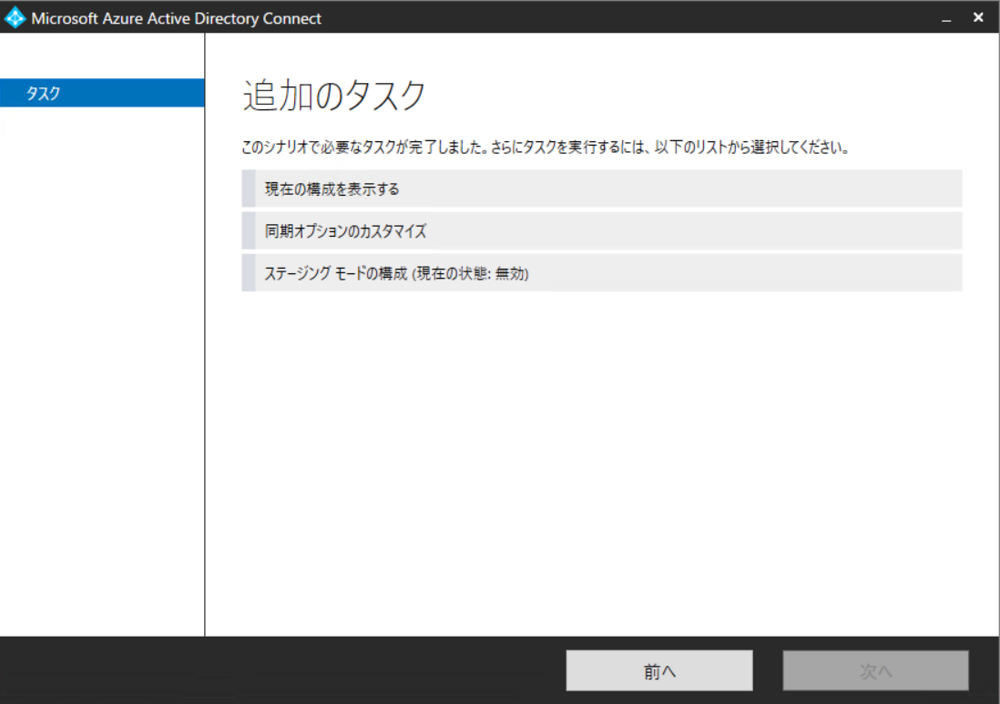 Microsoft Azure Active Directory Connect
タスク
追加のタスク
このシナリオで必要なタスクが完了しました。さらにタスクを実行するには、以下のリストから選択してください。
現在の構成を表示する
同期オプションのカスタマイズ
ステージング モードの構成 (現在の状態: 無効)
前へ
次へ